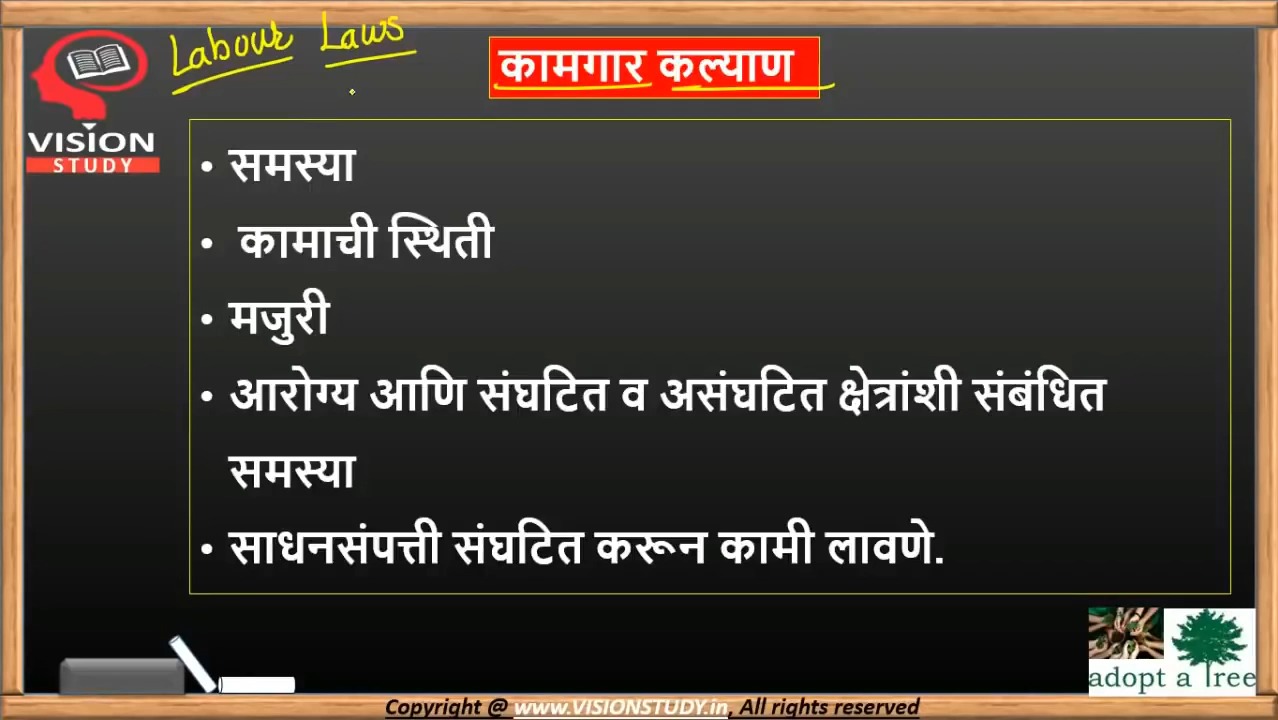 Labour Laws
कामगार कल्याण
VISION
STUDY
• समस्या
• कामाची स्थिती
• मजुरी
• आरोग्य आणि संघटित व असंघटित क्षेत्रांशी संबंधित
समस्या
• साधनसंपत्ती संघटित करून कामी लावणे.
adopt a Tree
Copyright @ www.VISIONSTUDY.in, All rights reserved